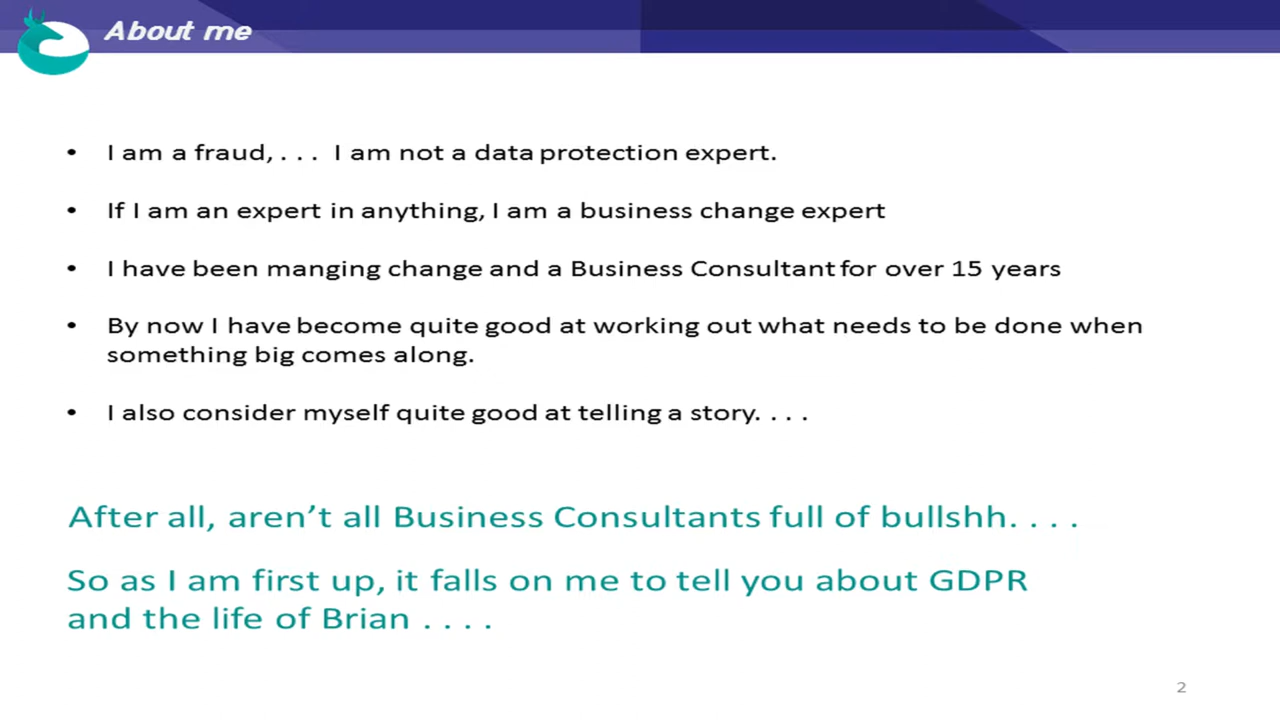 About me
• I am a fraud, . . . I am not a data protection expert.
• If I am an expert in anything, I am a business change expert
• I have been manging change and a Business Consultant for over 15 years
• By now I have become quite good at working out what needs to be done when
something big comes along.
• I also consider myself quite good at telling a story. . . .
After all, aren’t all Business Consultants full of bullshh. . . .
So as I am first up, it falls on me to tell you about GDPR
and the life of Brian . . . .
2